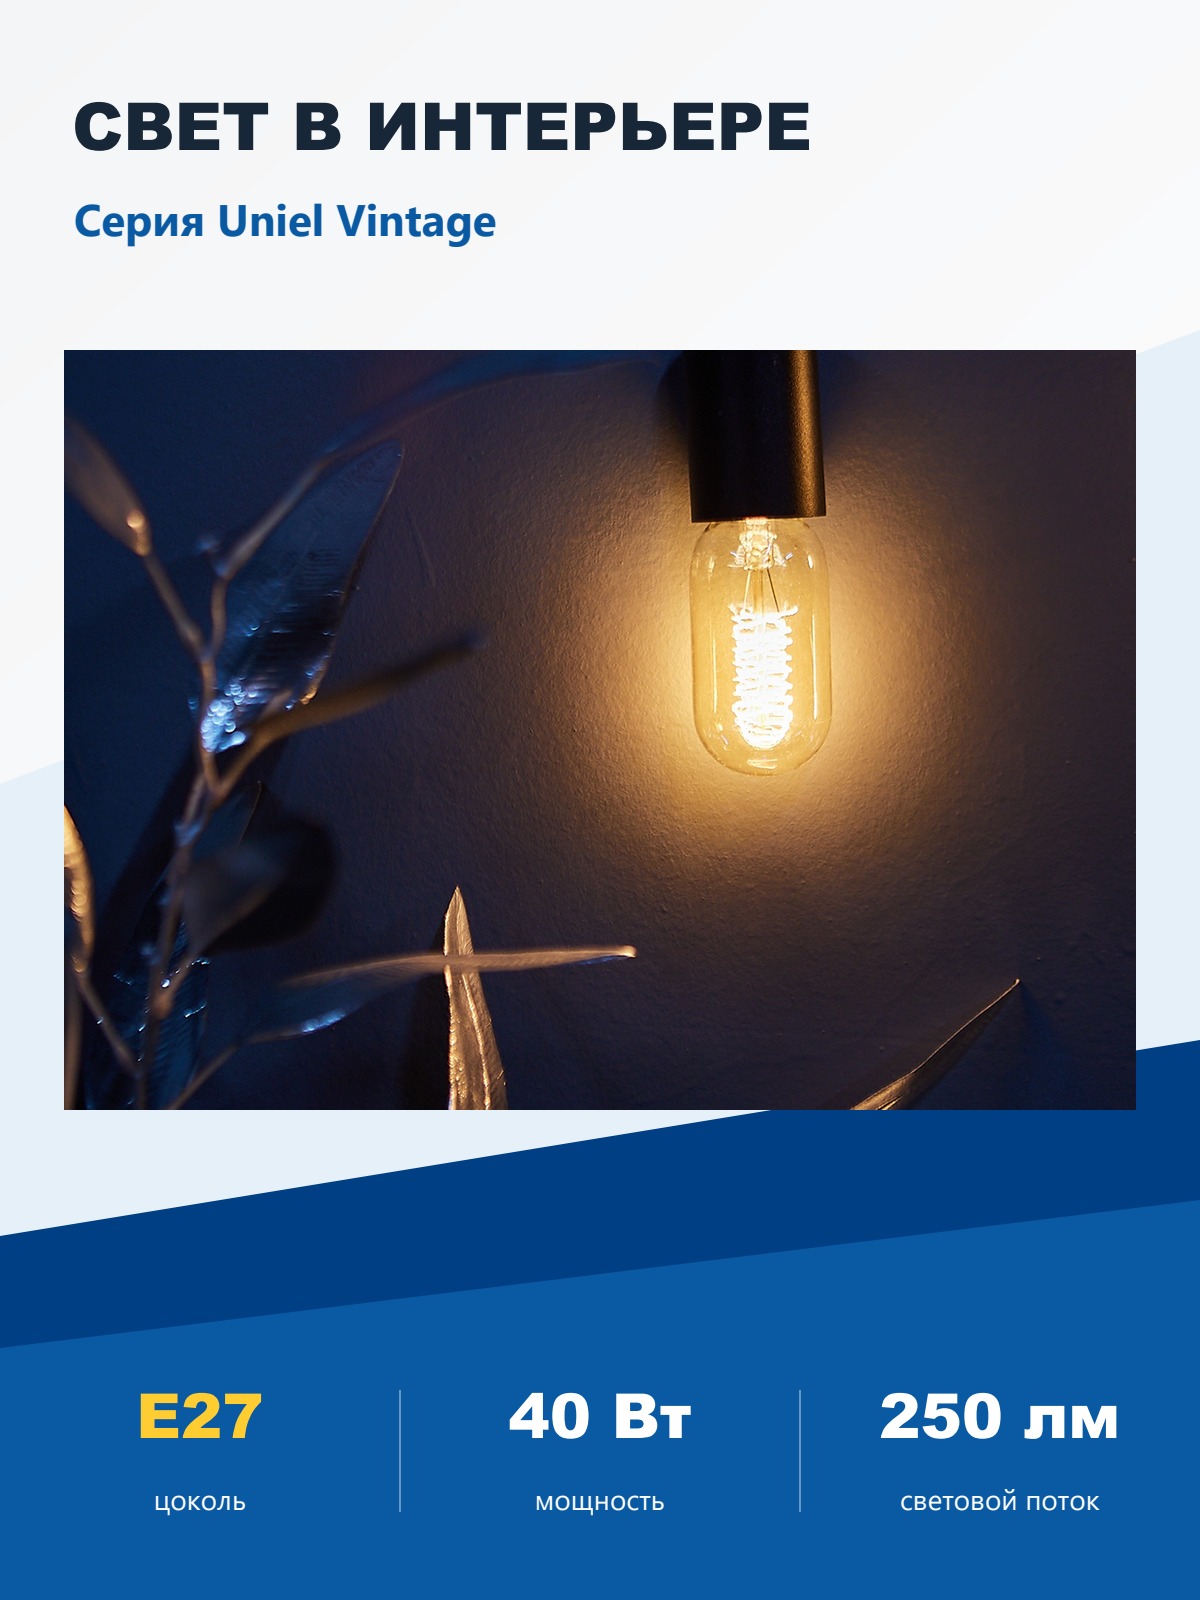 СВЕТ В ИНТЕРЬЕРЕ
Серия Uniel Vintage
E27
40 Вт
250 лм
цоколь
мощность
световой поток